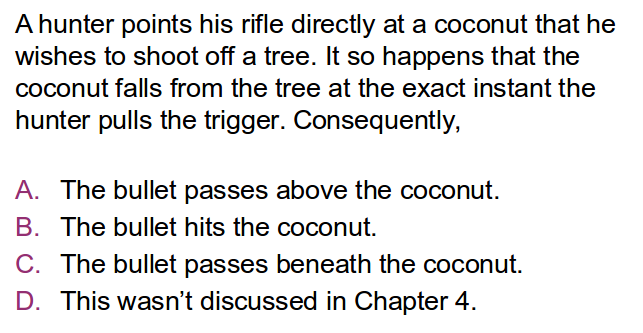 A hunter points his rifle directly at a coconut that he
wishes to shoot off a tree. It so happens that the
coconut falls from the tree at the exact instant the
hunter pulls the trigger. Consequently,
A. The bullet passes above the coconut.
B. The bullet hits the coconut.
C. The bullet passes beneath the coconut.
D. This wasn’t discussed in Chapter 4.